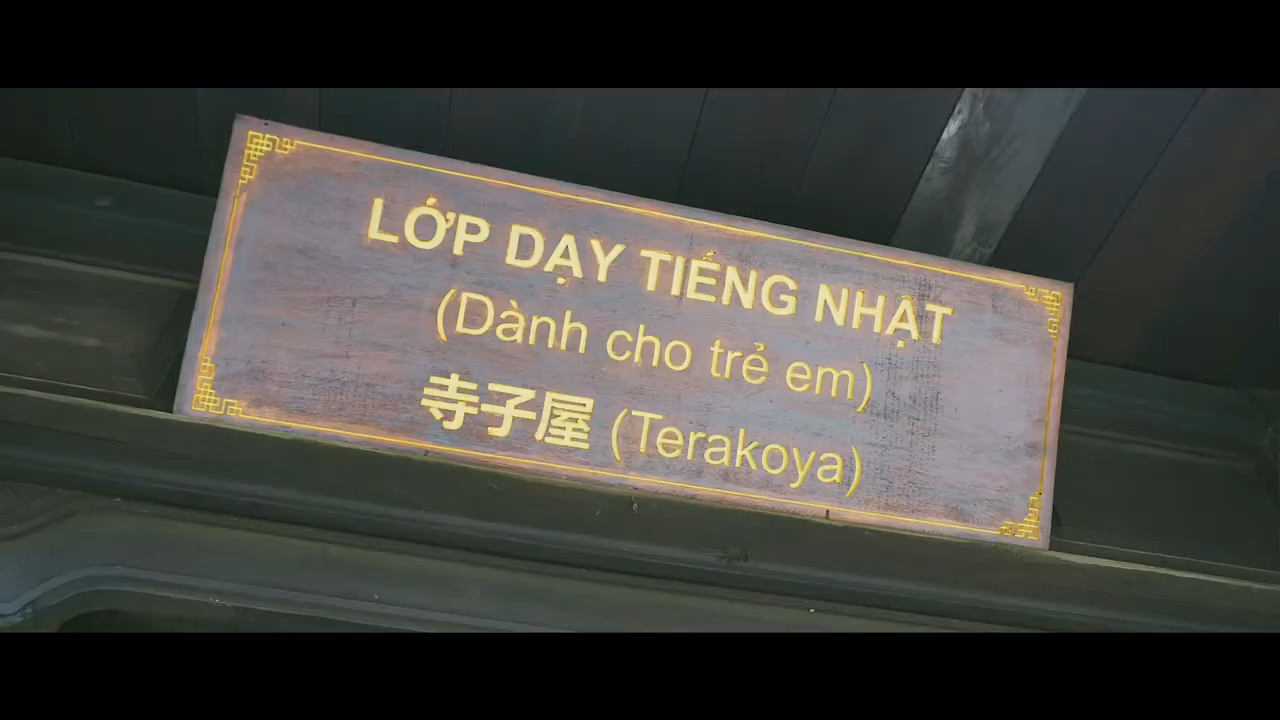 LỚP DẠY TIẾNG NHẬT
(Dành cho trẻ em)
寺子屋 (Terakoya)